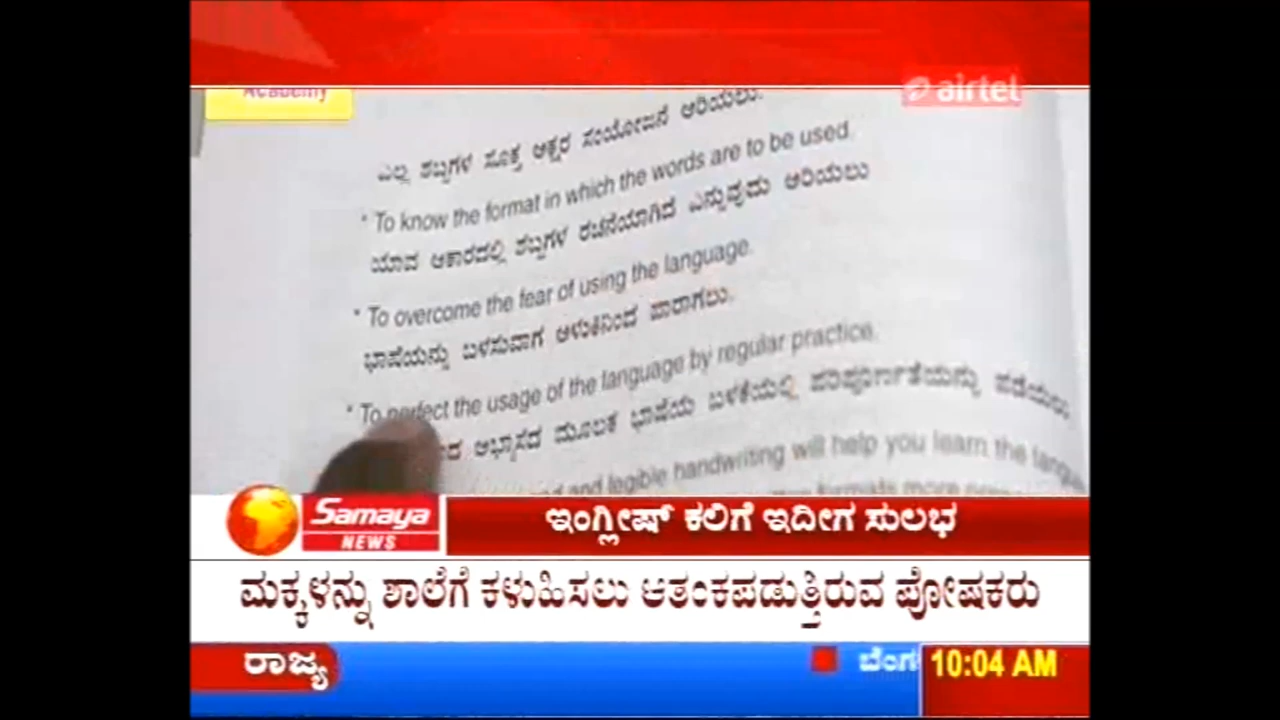 Academy
airtel
ಎಲ್ಲ ಶಬ್ದಗಳ ಸೂಕ್ತ ಅಕ್ಷರ ಸಂಯೋಜನೆ ಅರಿಯಲು.
* To know the format in which the words are to be used.
ಯಾವ ಆಕಾರದಲ್ಲಿ ಶಬ್ದಗಳ ರಚನೆಯಾಗಿದೆ ಎನ್ನುವುದು ಅರಿಯಲು
* To overcome the fear of using the language.
ಭಾಷೆಯನ್ನು ಬಳಸುವಾಗ ಅಳುಕಿನಿಂದ ಪಾರಾಗಲು.
* To perfect the usage of the language by regular practice.
ಅಭ್ಯಾಸದ ಮೂಲಕ ಭಾಷೆಯ ಬಳಕೆಯಲ್ಲಿ ಪರಿಪೂರ್ಣತೆಯನ್ನು ಪಡೆಯಲು
and legible handwriting will help you learn the langua
Samaya NEWS
ಇಂಗ್ಲೀಷ್ ಕಲಿಗೆ ಇದೀಗ ಸುಲಭ
ಮಕ್ಕಳನ್ನು ಶಾಲೆಗೆ ಕಳುಹಿಸಲು ಆತಂಕಪಡುತ್ತಿರುವ ಪೋಷಕರು
ರಾಜ್ಯ
ಬೆಂಗ
10:04 AM